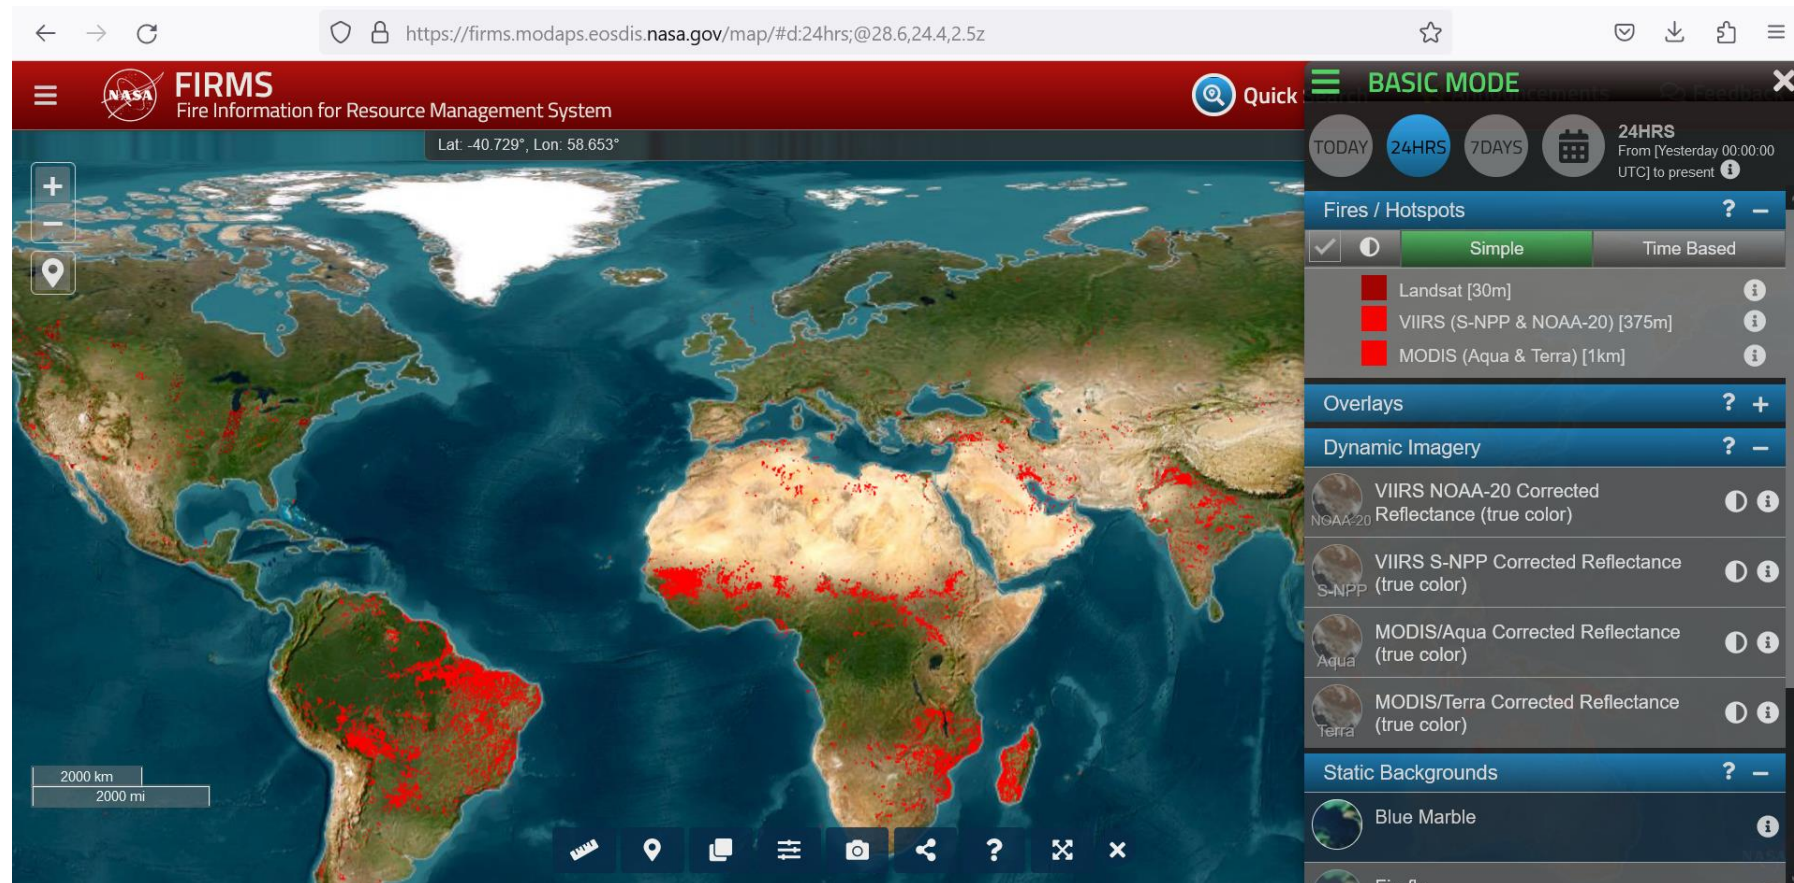 https://firms.modaps.eosdis.nasa.gov/map/#d:24hrs;@28.6,24.4,2.5z
NASA
FIRMS
Fire Information for Resource Management System
Quick
BASIC MODE
Lat: -40.729°, Lon: 58.653°
TODAY
24HRS
7DAYS
24HRS
From [Yesterday 00:00:00
UTC] to present
Fires / Hotspots ? –
Simple
Time Based
Landsat [30m]
VIIRS (S-NPP & NOAA-20) [375m]
MODIS (Aqua & Terra) [1km]
Overlays ? +
Dynamic Imagery ? –
NOAA-20
VIIRS NOAA-20 Corrected
Reflectance (true color)
S-NPP
VIIRS S-NPP Corrected Reflectance
(true color)
Aqua
MODIS/Aqua Corrected Reflectance
(true color)
Terra
MODIS/Terra Corrected Reflectance
(true color)
Static Backgrounds ? –
Blue Marble
2000 km
2000 mi
?